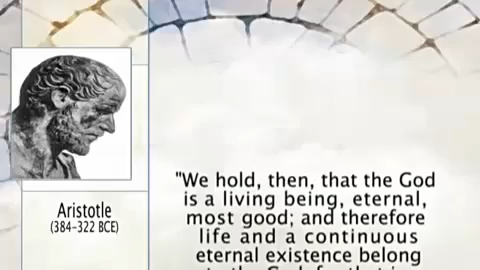 Aristotle
(384-322 BCE)
"We hold, then, that the God
is a living being, eternal,
most good; and therefore
life and a continuous
eternal existence belong